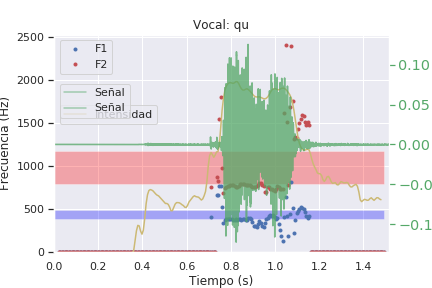 Vocal: qu
F1
F2
Señal
Señal
Intensidad
Frecuencia (Hz)
2500
2000
1500
1000
500
0
0.10
0.05
0.00
−0.0
−0.1
0.0 0.2 0.4 0.6 0.8 1.0 1.2 1.4
Tiempo (s)